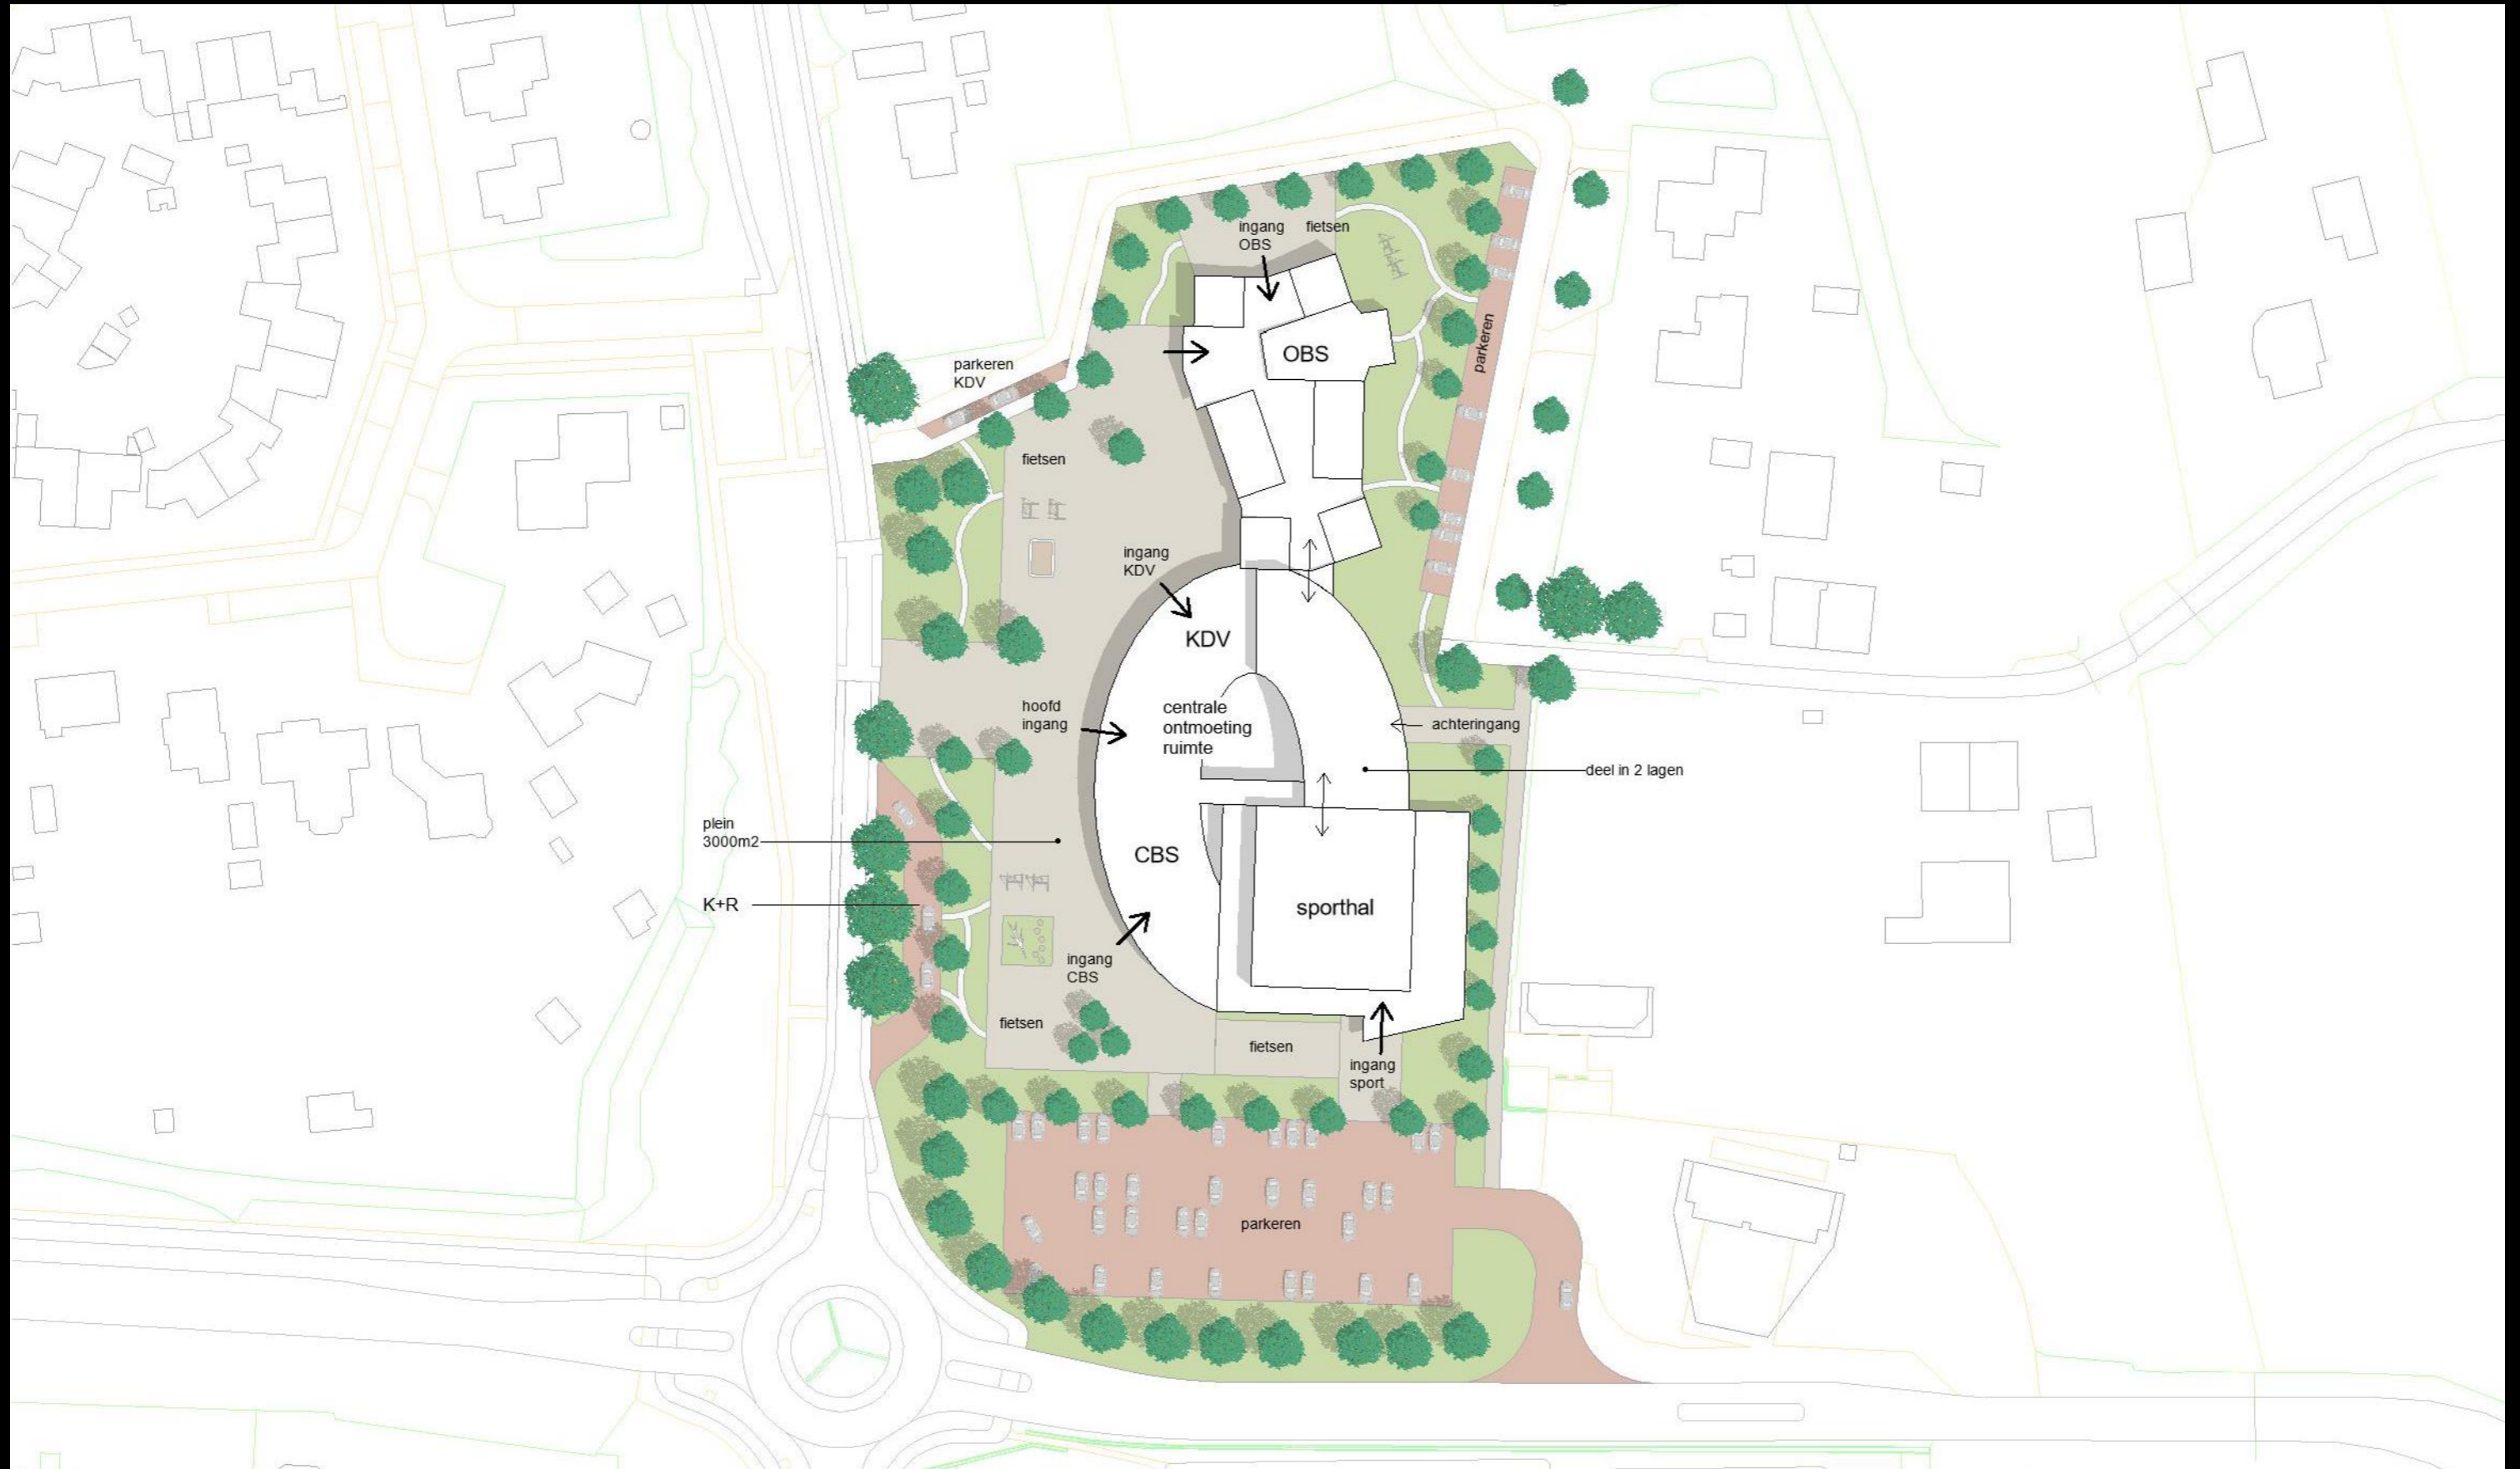 ingang
OBS
fietsen
OBS
parkeren
parkeren
KDV
fietsen
ingang
KDV
KDV
hoofd
ingang
centrale
ontmoeting
ruimte
achteringang
deel in 2 lagen
plein
3000m2
CBS
K+R
sporthal
ingang
CBS
fietsen
fietsen
ingang
sport
parkeren